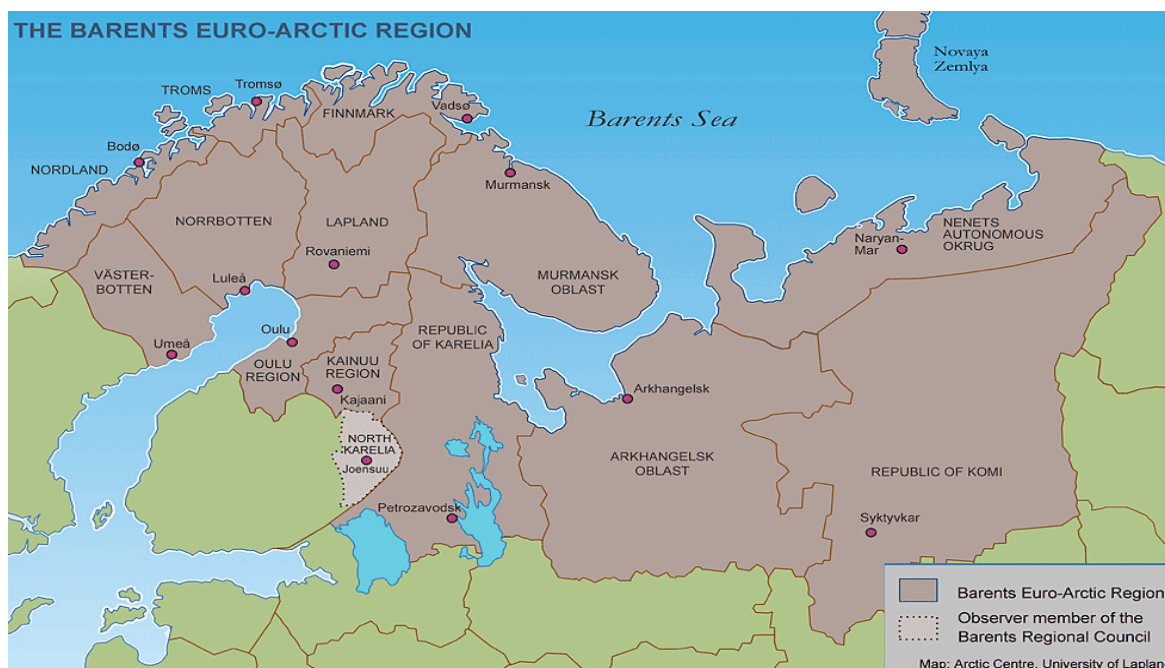 THE BARENTS EURO-ARCTIC REGION
Novaya
Zemlya
Tromsø
TROMS
FINNMARK
Vadsø
Barents Sea
Bodø
NORDLAND
Murmansk
NORRBOTTEN
LAPLAND
NENETS
AUTONOMOUS
OKRUG
Naryan-
Mar
Rovaniemi
VÄSTER-
BOTTEN
Luleå
MURMANSK
OBLAST
Oulu
REPUBLIC
OF KARELIA
Umeå
OULU
REGION
KAINUU
REGION
Kajaani
Arkhangelsk
NORTH
KARELIA
Joensuu
ARKHANGELSK
OBLAST
REPUBLIC OF KOMI
Petrozavodsk
Syktyvkar
Barents Euro-Arctic Region
Observer member of the
Barents Regional Council
Map: Arctic Centre, University of Laplan